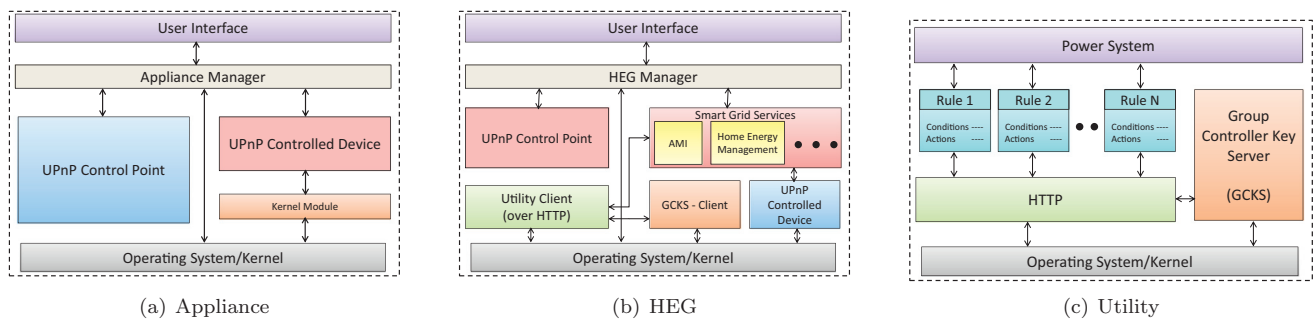 User Interface
Appliance Manager
UPnP Control Point
UPnP Controlled Device
Kernel Module
Operating System/Kernel
(a) Appliance
User Interface
HEG Manager
UPnP Control Point
Smart Grid Services
AMI
Home Energy
Management
Utility Client
(over HTTP)
GCKS - Client
UPnP
Controlled
Device
Operating System/Kernel
(b) HEG
Power System
Rule 1
Conditions ----
Actions ----
Rule 2
Conditions ----
Actions ----
Rule N
Conditions ----
Actions ----
Group
Controller Key
Server
(GCKS)
HTTP
Operating System/Kernel
(c) Utility